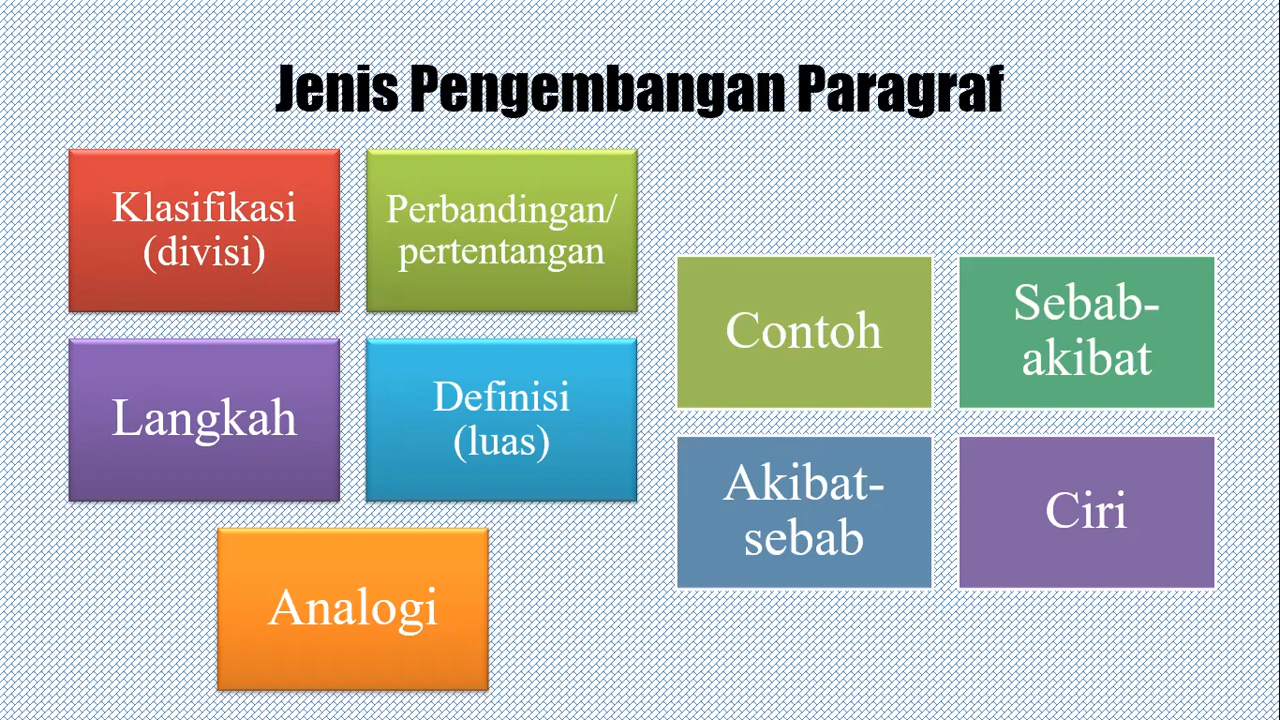 Jenis Pengembangan Paragraf
Klasifikasi
(divisi)
Perbandingan/
pertentangan
Langkah
Definisi
(luas)
Analogi
Contoh
Sebab-
akibat
Akibat-
sebab
Ciri